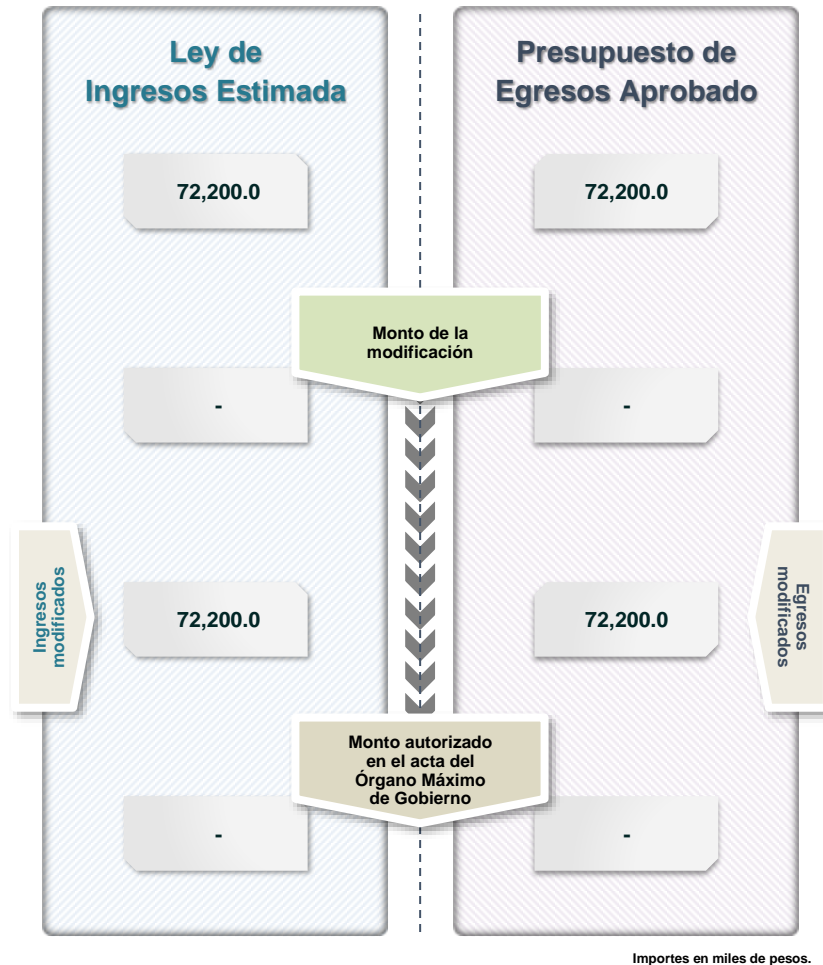 Ley de
Ingresos Estimada
Presupuesto de
Egresos Aprobado
72,200.0
72,200.0
Monto de la
modificación
-
-
Ingresos
modificados
72,200.0
72,200.0
Egresos
modificados
Monto autorizado
en el acta del
Órgano Máximo
de Gobierno
-
-
Importes en miles de pesos.